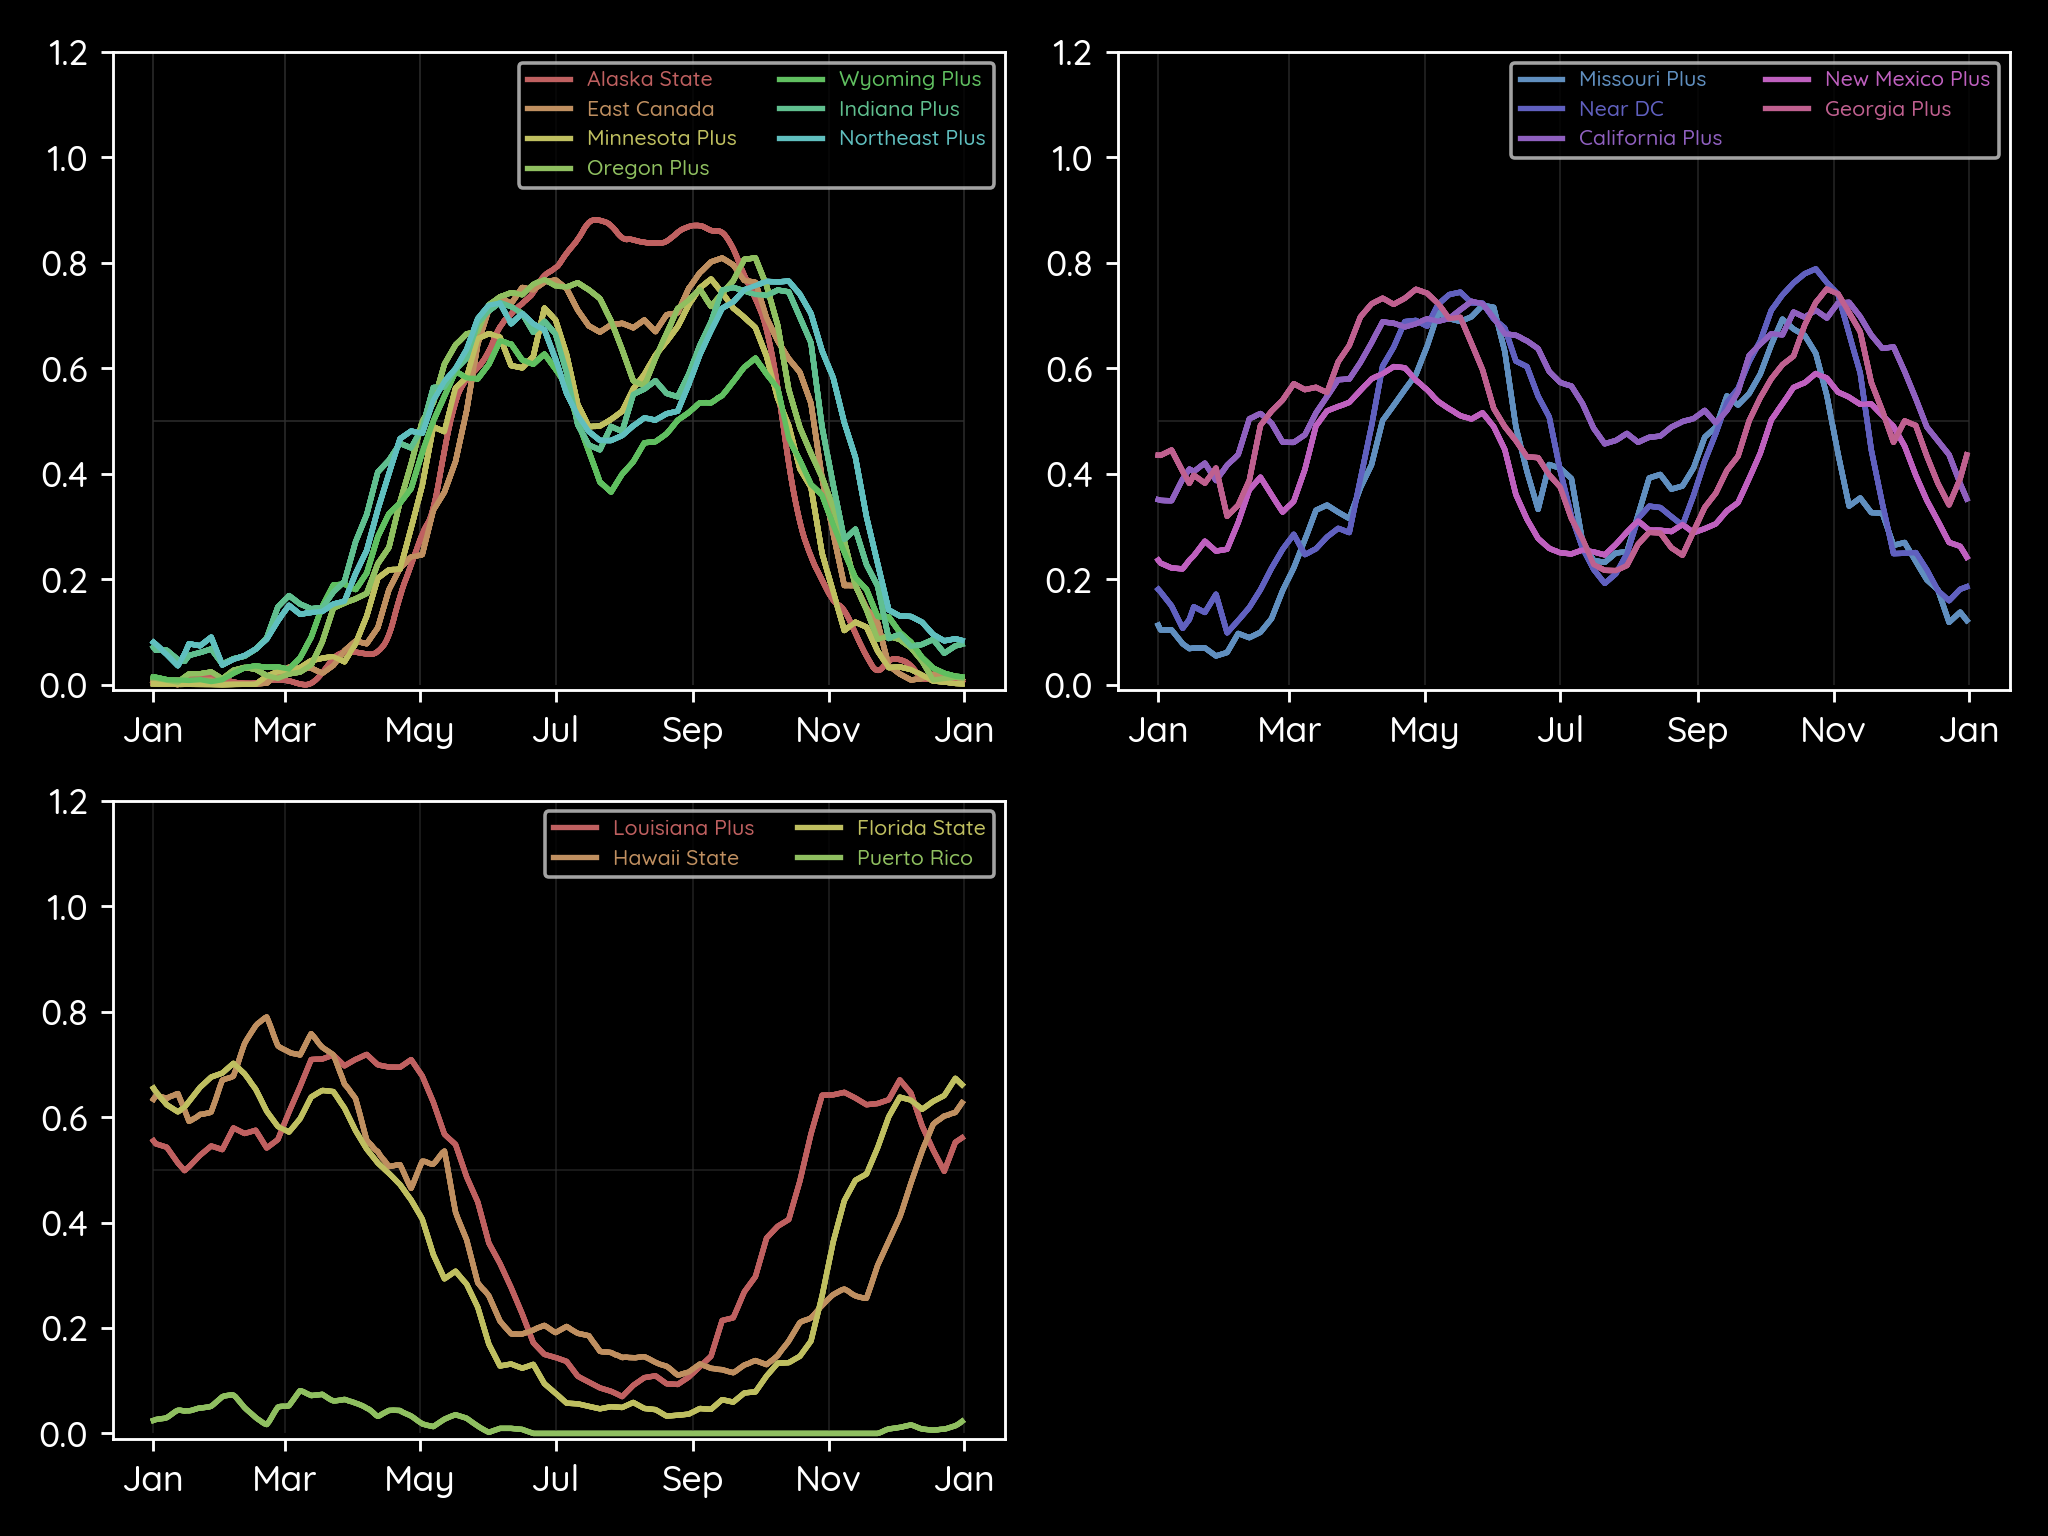 1.2
1.0
0.8
0.6
0.4
0.2
0.0
Jan Mar May Jul Sep Nov Jan
Alaska State
East Canada
Minnesota Plus
Oregon Plus
Wyoming Plus
Indiana Plus
Northeast Plus
1.2
1.0
0.8
0.6
0.4
0.2
0.0
Jan Mar May Jul Sep Nov Jan
Missouri Plus
Near DC
California Plus
New Mexico Plus
Georgia Plus
1.2
1.0
0.8
0.6
0.4
0.2
0.0
Jan Mar May Jul Sep Nov Jan
Louisiana Plus
Hawaii State
Florida State
Puerto Rico